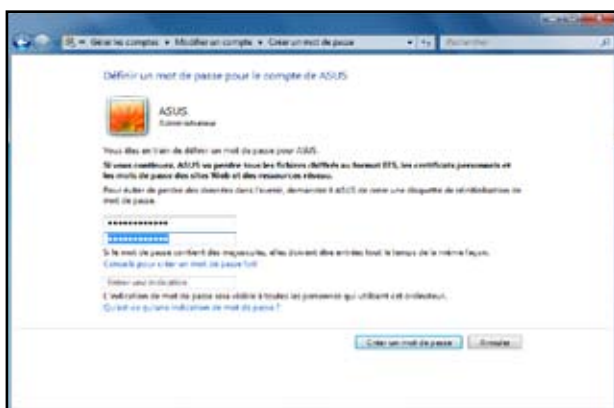 Gérer les comptes ▸ Modifier un compte ▸ Créer un mot de passe
Rechercher
Définir un mot de passe pour le compte de ASUS
ASUS
Administrateur
Vous êtes en train de définir un mot de passe pour ASUS.
Si vous continuez, ASUS va perdre tous les fichiers chiffrés au format EFS, les certificats personnels et
les mots de passe des sites Web et des ressources réseau.
Pour éviter de perdre des données dans l'avenir, demandez à ASUS de créer une disquette de réinitialisation de
mot de passe.
••••••••••••
••••••••••••
Si le mot de passe contient des majuscules, elles doivent être entrées tout le temps de la même façon.
Conseils pour créer un mot de passe fort
Entrer une indication
L'indication de mot de passe sera visible à toutes les personnes qui utilisent cet ordinateur.
Qu'est-ce qu'une indication de mot de passe ?
Créer un mot de passe
Annuler